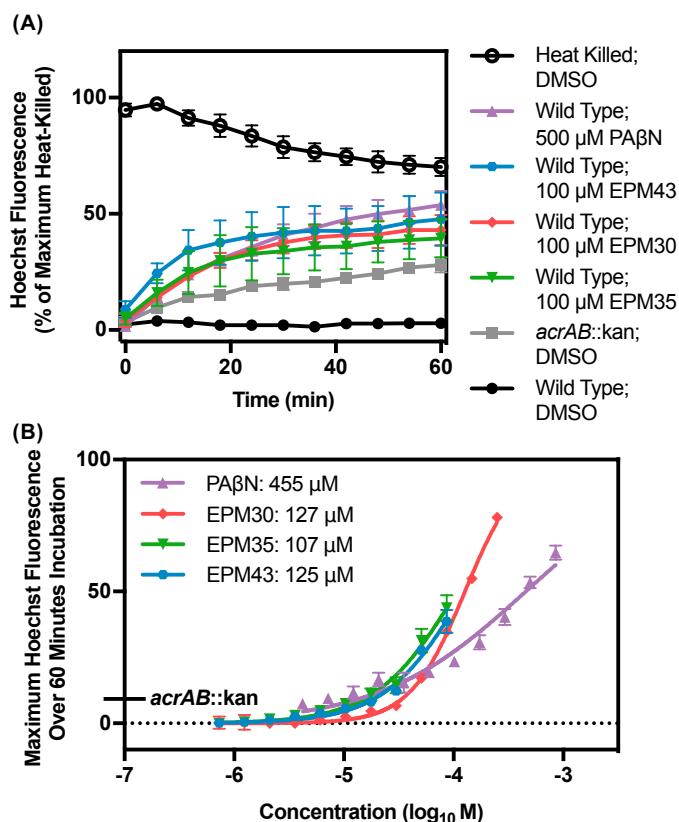 (A)
Hoechst Fluorescence
(% of Maximum Heat-Killed)
100
50
0
0
20
40
60
Time (min)
Heat Killed;
DMSO
Wild Type;
500 µM PAβN
Wild Type;
100 µM EPM43
Wild Type;
100 µM EPM30
Wild Type;
100 µM EPM35
acrAB::kan;
DMSO
Wild Type;
DMSO
(B)
Maximum Hoechst Fluorescence
Over 60 Minutes Incubation
100
50
0
acrAB::kan
PAβN: 455 µM
EPM30: 127 µM
EPM35: 107 µM
EPM43: 125 µM
-7
-6
-5
-4
-3
Concentration (log10 M)